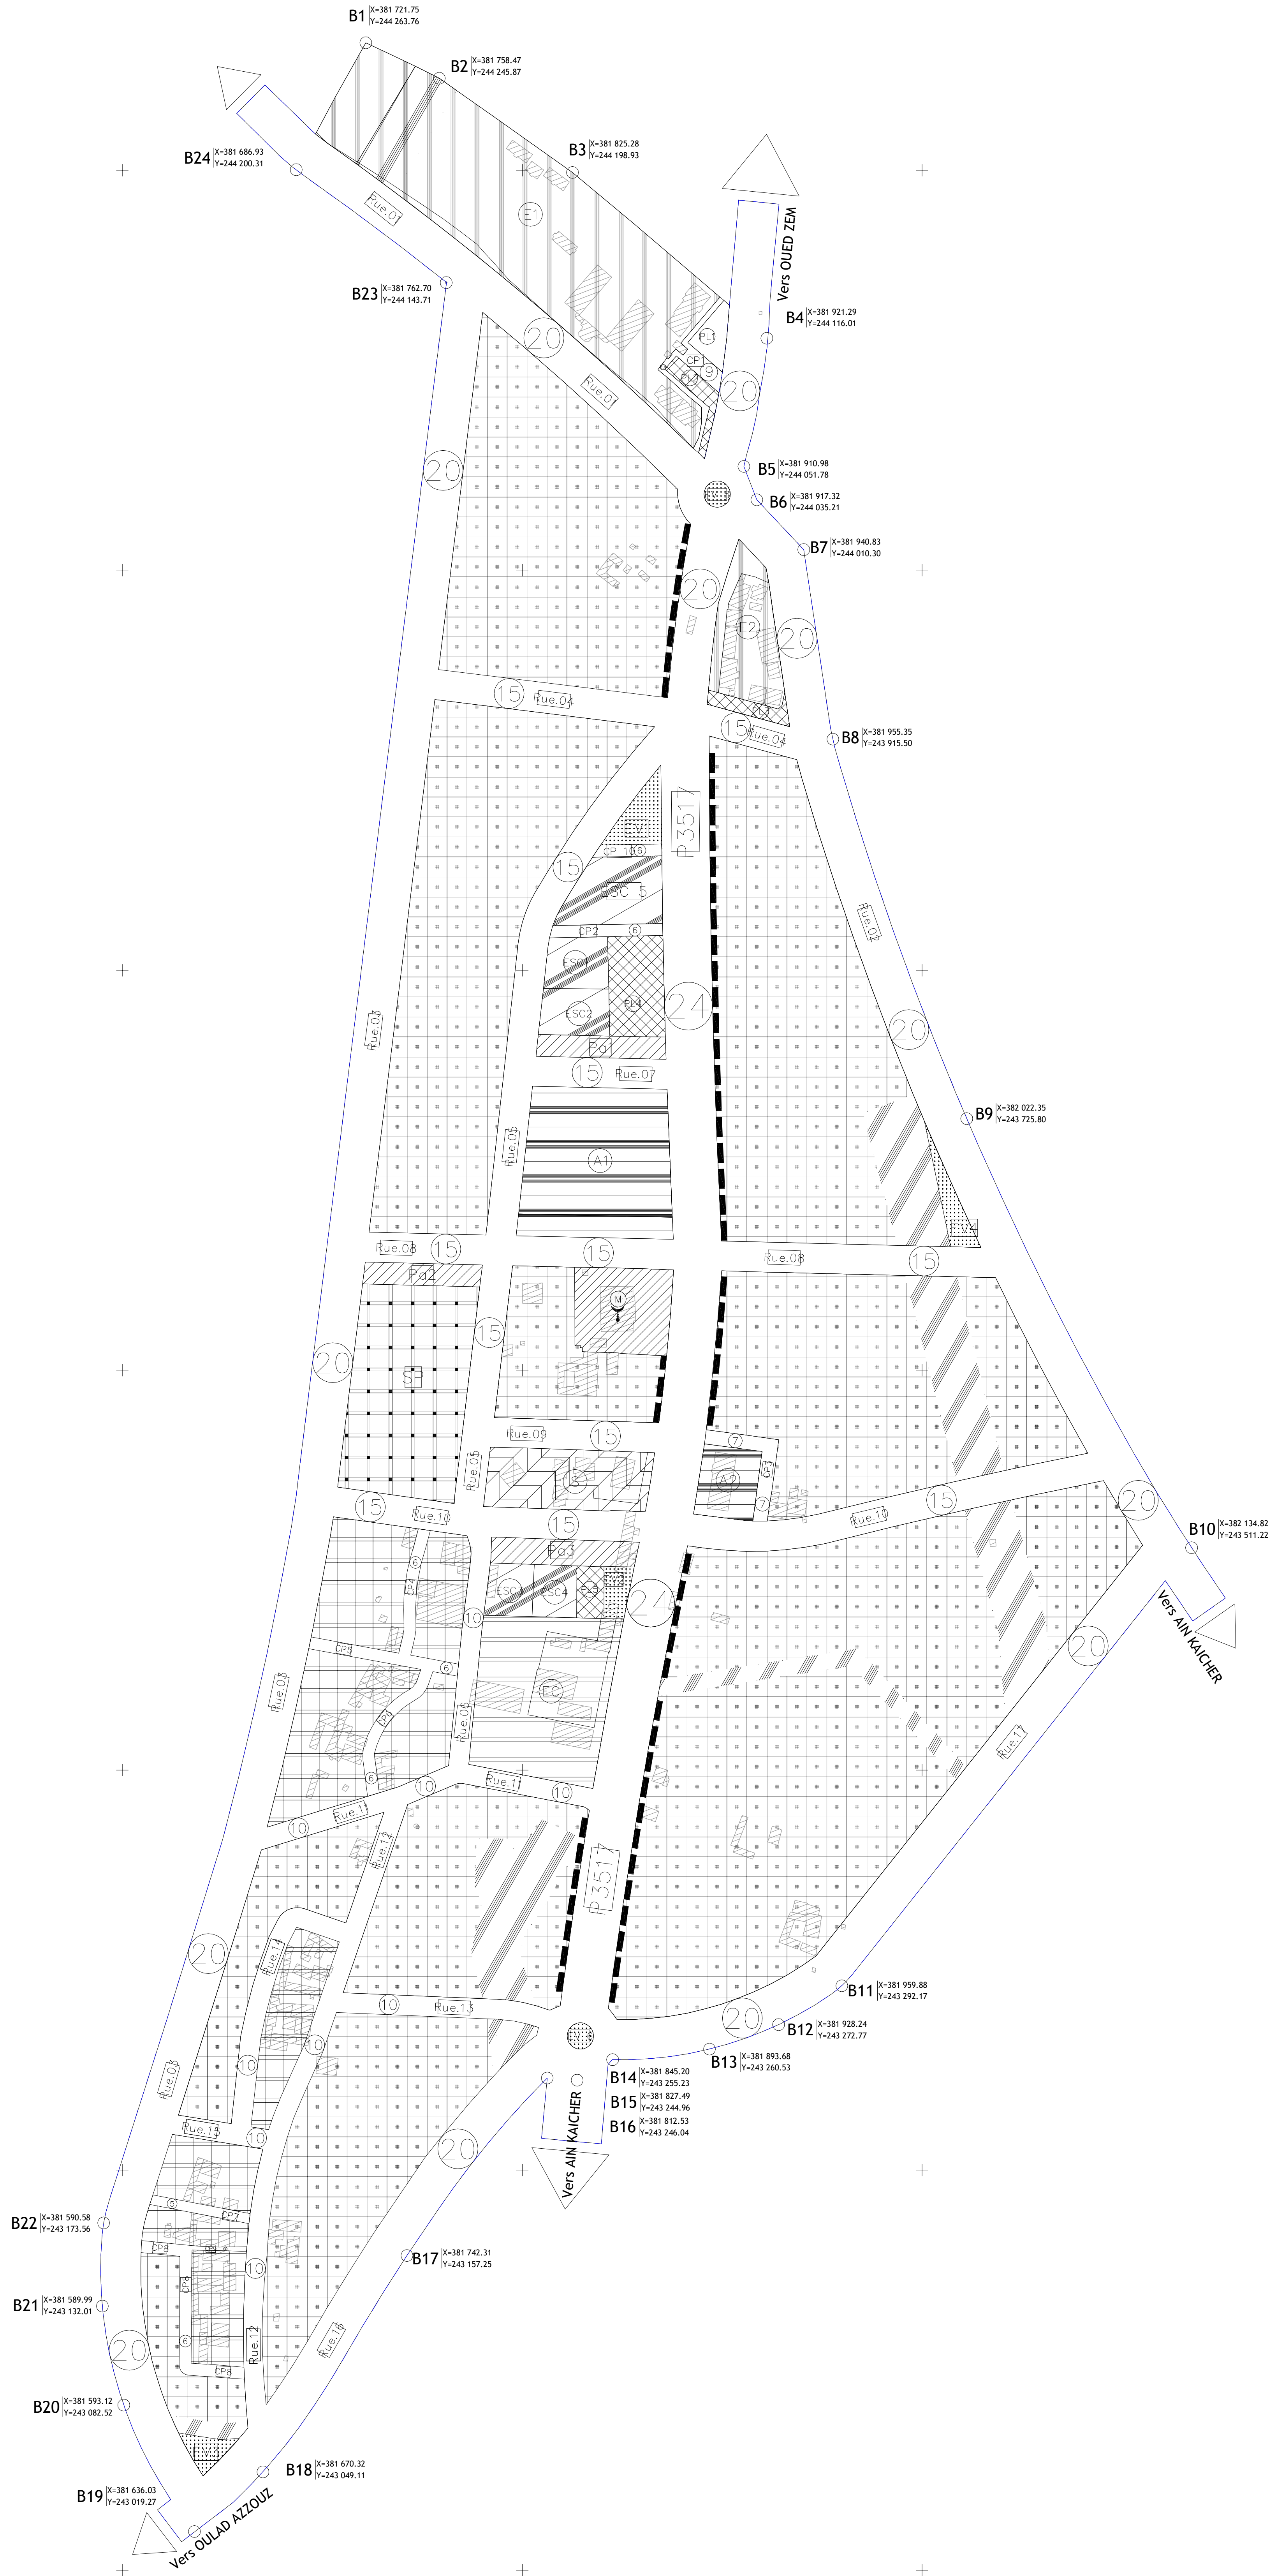 B1
X=381 721.75
Y=244 263.76
B2
X=381 758.47
Y=244 245.87
B3
X=381 825.28
Y=244 198.93
B24
X=381 686.93
Y=244 200.31
Rue.01
E1
Vers OUED ZEM
B23
X=381 762.70
Y=244 143.71
B4
X=381 921.29
Y=244 116.01
20
PL1
CP1
9
PL2
Rue.01
20
20
B5
X=381 910.98
Y=244 051.78
B6
X=381 917.32
Y=244 035.21
B7
X=381 940.83
Y=244 010.30
20
E2
20
15
Rue.04
15
Rue.04
B8
X=381 955.35
Y=243 915.50
P3517
EV1
CP 10
6
15
ESC 5
Rue.02
CP2
6
ESC1
PL4
24
ESC2
20
Rue.03
Pa1
15
Rue.07
B9
X=382 022.35
Y=243 725.80
Rue.05
A1
EV4
Rue.08
15
15
Rue.08
15
Pa2
M
15
20
SP
Rue.09
15
7
Rue.05
S
A2
CP3
7
15
Rue.10
15
Rue.10
15
20
B10
X=382 134.82
Y=243 511.22
Pa3
6
CP4
ESC3
ESC4
PL5
24
10
Vers AIN KAICHER
20
CP5
6
Rue.03
EC
CP6
Rue.06
Rue.17
6
10
Rue.11
10
Rue.11
10
Rue.12
P3517
20
Rue.14
B11
X=381 959.88
Y=243 292.17
10
Rue.13
20
B12
X=381 928.24
Y=243 272.77
B13
X=381 893.68
Y=243 260.53
10
10
Rue.03
B14
X=381 845.20
Y=243 255.23
B15
X=381 827.49
Y=243 244.96
B16
X=381 812.53
Y=243 246.04
Vers AIN KAICHER
Rue.15
10
20
5
CP7
B22
X=381 590.58
Y=243 173.56
CP8
B17
X=381 742.31
Y=243 157.25
10
CP8
B21
X=381 589.99
Y=243 132.01
6
Rue.12
Rue.16
20
CP8
B20
X=381 593.12
Y=243 082.52
EV3
B18
X=381 670.32
Y=243 049.11
B19
X=381 636.03
Y=243 019.27
Vers OULAD AZZOUZ